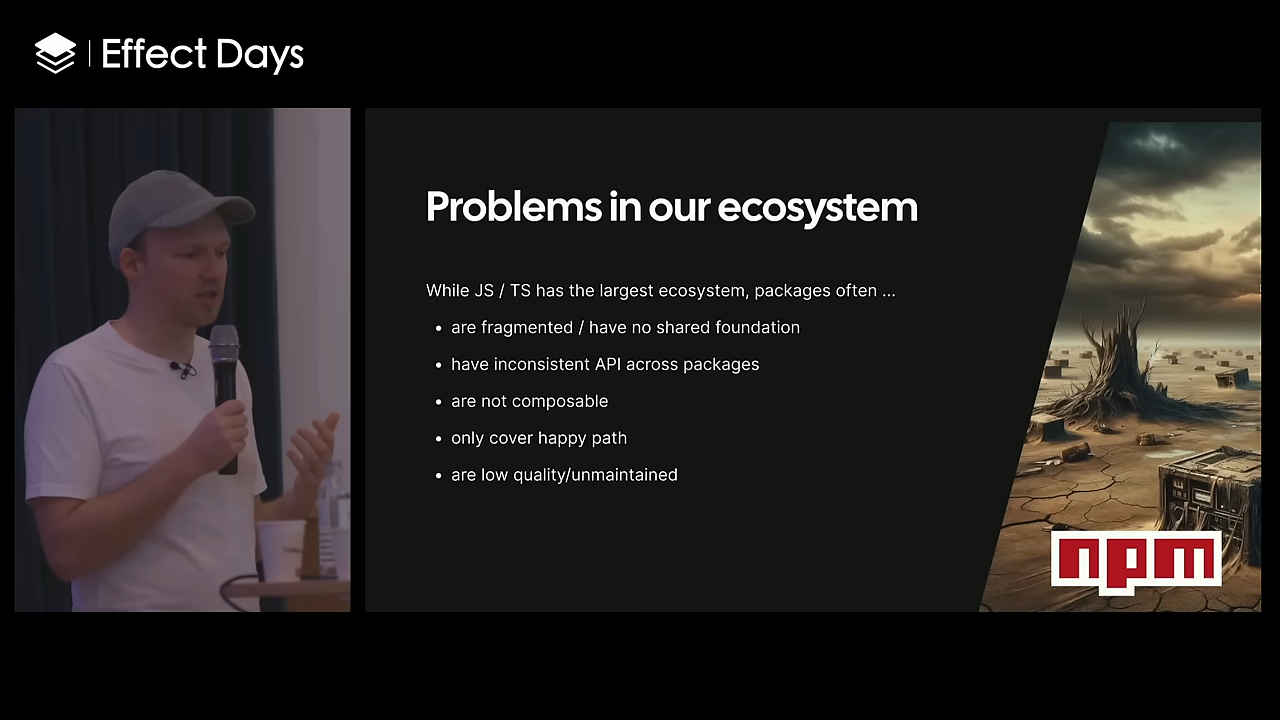 Effect Days
Problems in our ecosystem
While JS / TS has the largest ecosystem, packages often ...
• are fragmented / have no shared foundation
• have inconsistent API across packages
• are not composable
• only cover happy path
• are low quality/unmaintained
npm